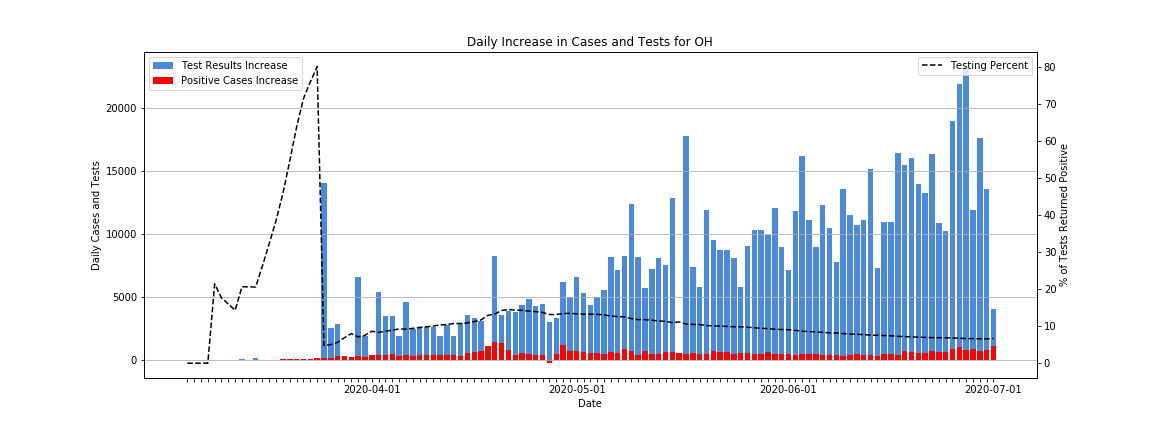 Daily Increase in Cases and Tests for OH
Test Results Increase
Positive Cases Increase
Testing Percent
Daily Cases and Tests
20000
15000
10000
5000
0
% of Tests Returned Positive
80
70
60
50
40
30
20
10
0
2020-04-01
2020-05-01
2020-06-01
2020-07-01
Date